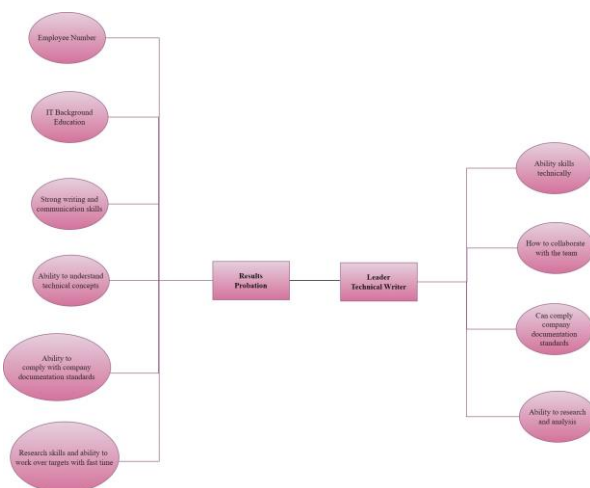 Employee Number
IT Background
Education
Strong writing and
communication skills
Ability to understand
technical concepts
Ability to
comply with company
documentation standards
Research skills and ability to
work over targets with fast time
Results
Probation
Leader
Technical Writer
Ability skills
technically
How to collaborate
with the team
Can comply
company
documentation
standards
Ability to research
and analysis